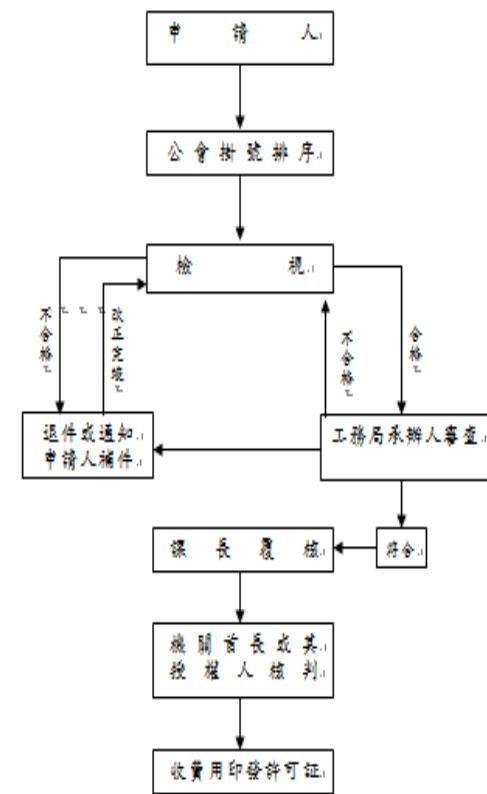 申請人
公會掛號排序
檢視
不合格
改正完竣
不合格
合格
退件或通知
申請人補件
工務局承辦人審查
符合
課長覆核
機關首長或其
授權人核判
收費用印發許可証